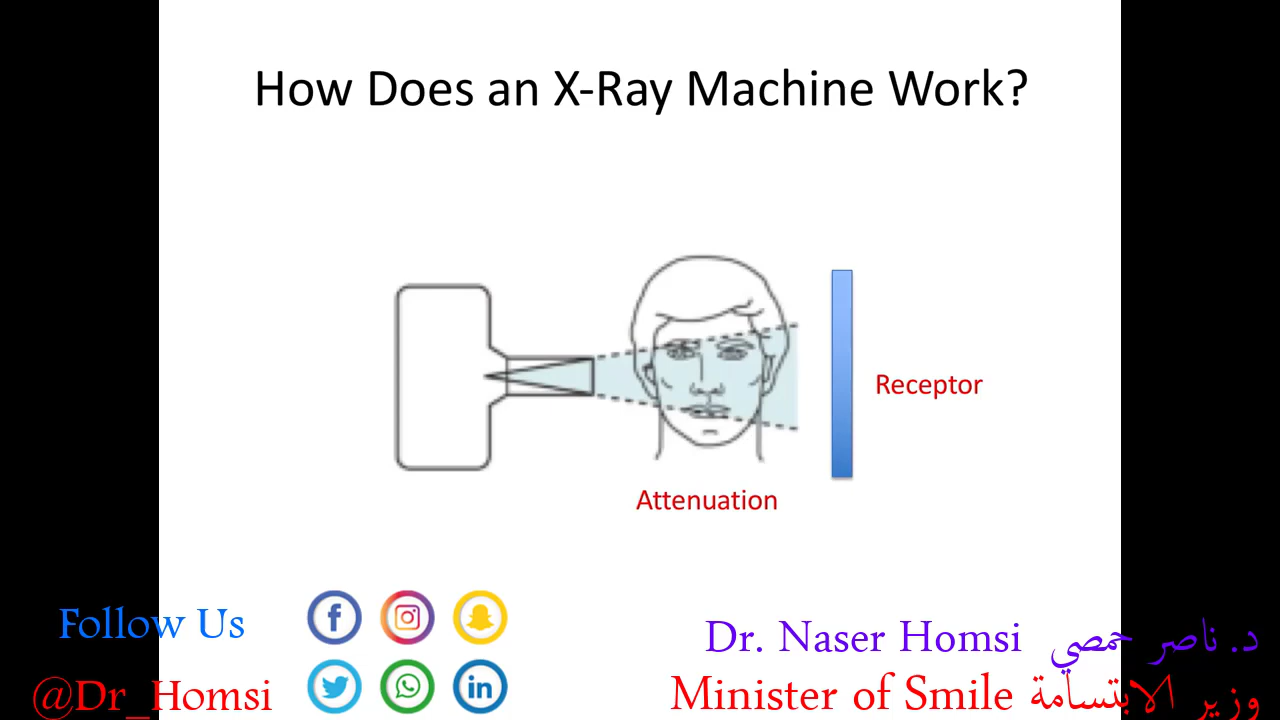 How Does an X-Ray Machine Work?
Receptor
Attenuation
Follow Us
@Dr_Homsi
Dr. Naser Homsi د. ناصر حمصي
Minister of Smile وزير الابتسامة